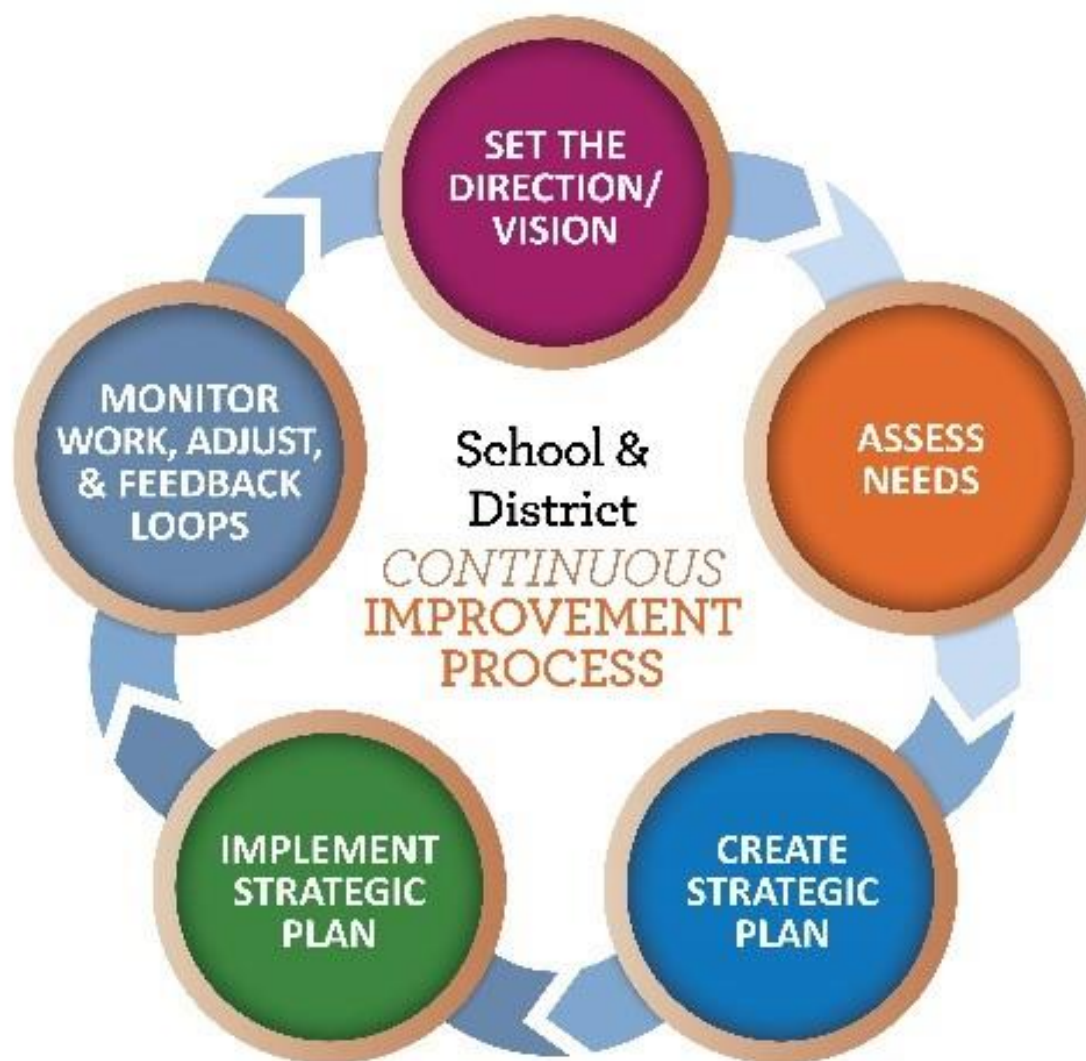 SET THE
DIRECTION/
VISION
ASSESS
NEEDS
CREATE
STRATEGIC
PLAN
IMPLEMENT
STRATEGIC
PLAN
MONITOR
WORK, ADJUST,
& FEEDBACK
LOOPS
School &
District
CONTINUOUS
IMPROVEMENT
PROCESS